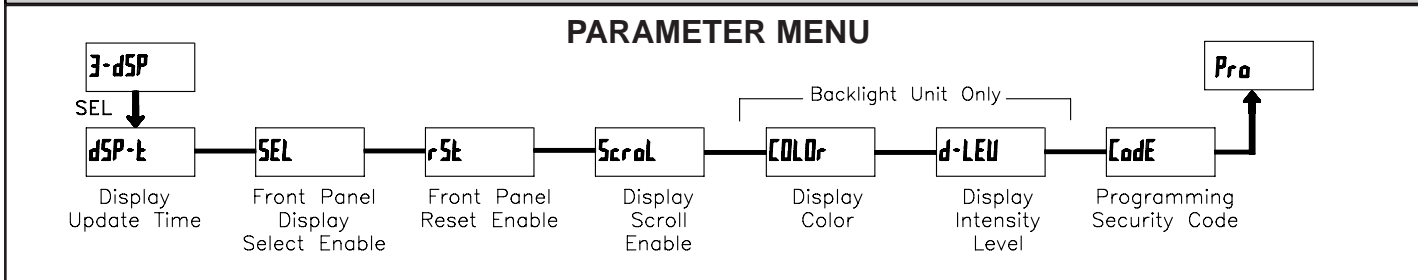 PARAMETER MENU
3-dSP
Pro
SEL
Backlight Unit Only
dSP-t
SEL
rSt
ScroL
COLOr
d-LEV
CodE
Display
Update Time
Front Panel
Display
Select Enable
Front Panel
Reset Enable
Display
Scroll
Enable
Display
Color
Display
Intensity
Level
Programming
Security Code